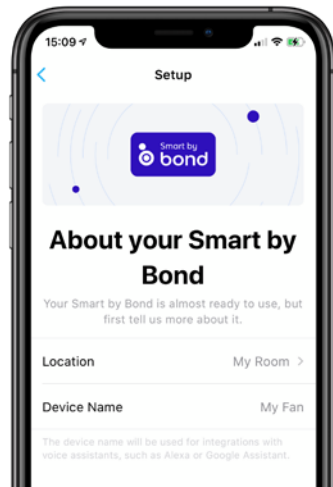 15:09
Setup
Smart by
bond
About your Smart by
Bond
Your Smart by Bond is almost ready to use, but
first tell us more about it.
Location My Room >
Device Name My Fan
The device name will be used for integrations with
voice assistants, such as Alexa or Google Assistant.